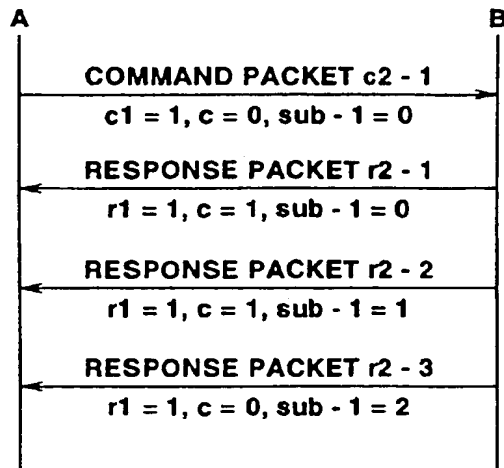 A B
COMMAND PACKET c2 - 1
c1 = 1, c = 0, sub - 1 = 0
RESPONSE PACKET r2 - 1
r1 = 1, c = 1, sub - 1 = 0
RESPONSE PACKET r2 - 2
r1 = 1, c = 1, sub - 1 = 1
RESPONSE PACKET r2 - 3
r1 = 1, c = 0, sub - 1 = 2